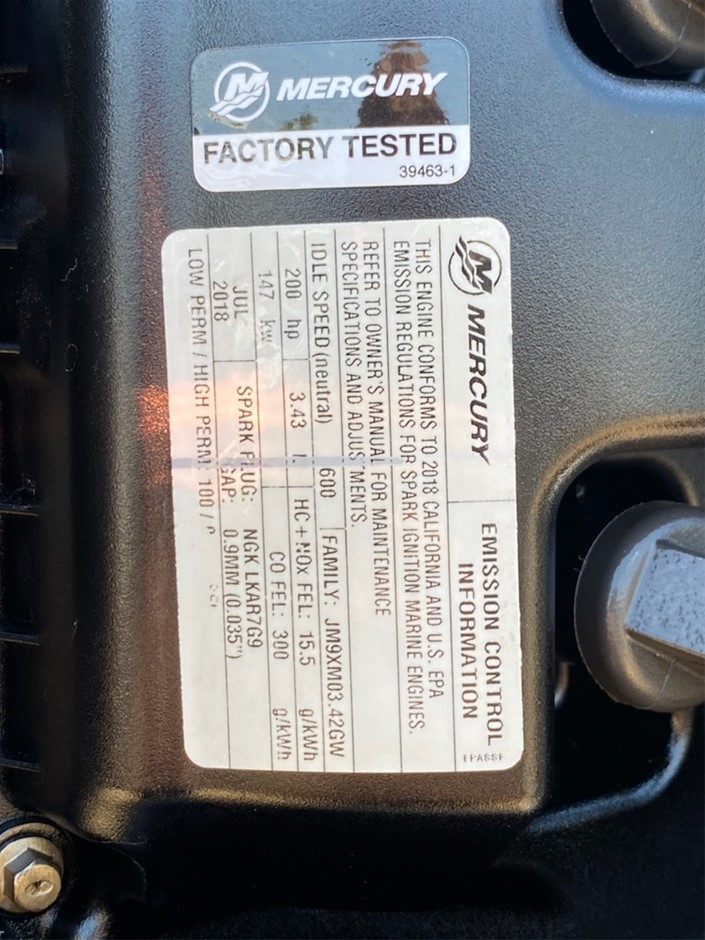 MERCURY
FACTORY TESTED
39463-1
MERCURY
EMISSION CONTROL
INFORMATION
EPASSE
THIS ENGINE CONFORMS TO 2018 CALIFORNIA AND U.S. EPA
EMISSION REGULATIONS FOR SPARK IGNITION MARINE ENGINES.
REFER TO OWNER'S MANUAL FOR MAINTENANCE
SPECIFICATIONS AND ADJUSTMENTS.
IDLE SPEED (neutral) 600 FAMILY: JM9XM03.42GW
200 hp 3.43 L HC+NOx FEL: 15.5 g/kWh
147 kw CO FEL: 300 g/kWh
JUL SPARK PLUG: NGK LKAR7G9
2018 GAP: 0.9MM (0.035")
LOW PERM / HIGH PERM: 100 /